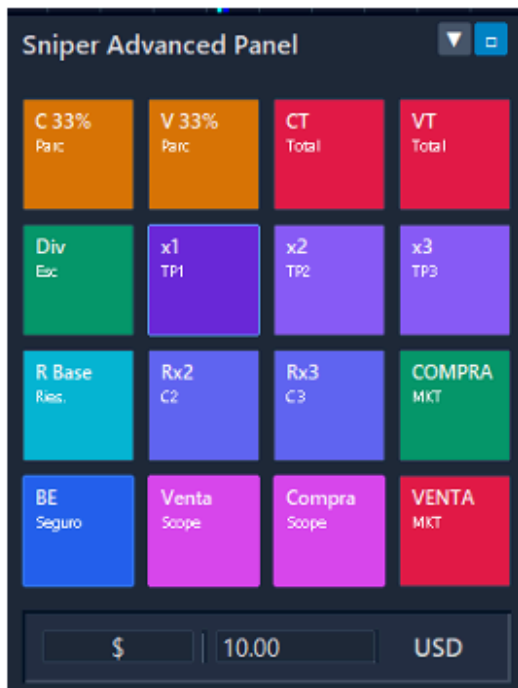 Sniper Advanced Panel
C 33%
Parc
V 33%
Parc
CT
Total
VT
Total
Div
Esc
x1
TP1
x2
TP2
x3
TP3
R Base
Ries.
Rx2
C2
Rx3
C3
COMPRA
MKT
BE
Seguro
Venta
Scope
Compra
Scope
VENTA
MKT
$ 10.00 USD